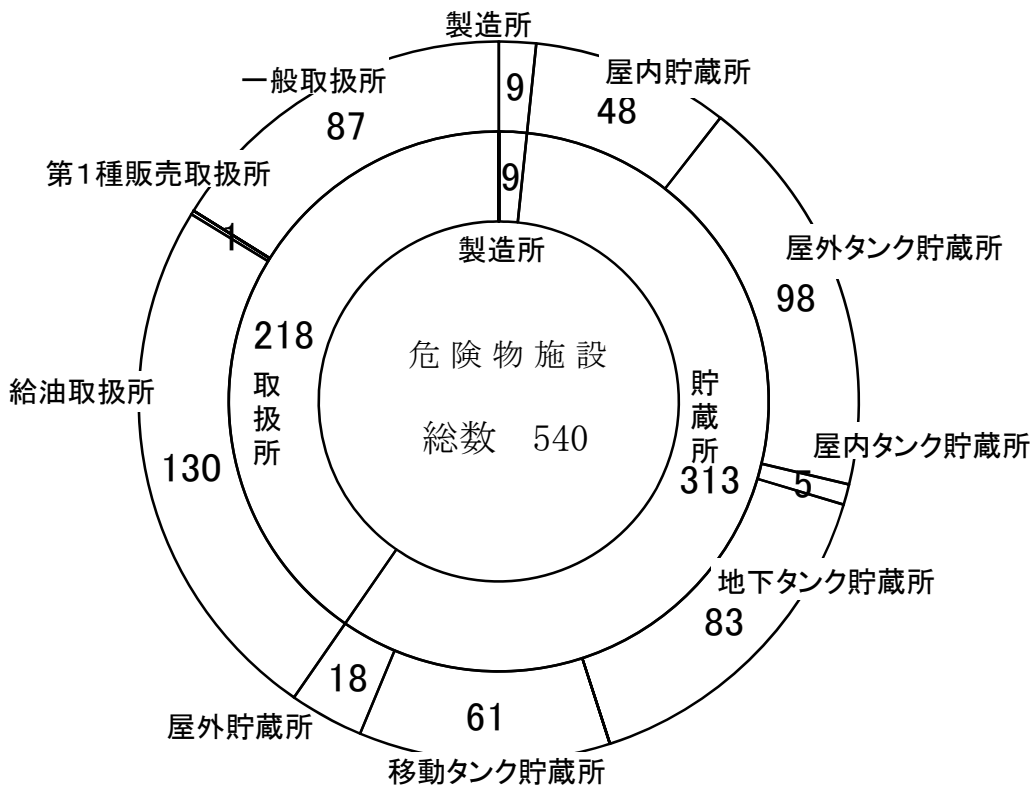 製造所
9
屋内貯蔵所
48
屋外タンク貯蔵所
98
屋内タンク貯蔵所
5
地下タンク貯蔵所
83
移動タンク貯蔵所
61
屋外貯蔵所
18
給油取扱所
130
第1種販売取扱所
1
一般取扱所
87
9
製造所
貯蔵所
313
218
取扱所
危険物施設
総数 540